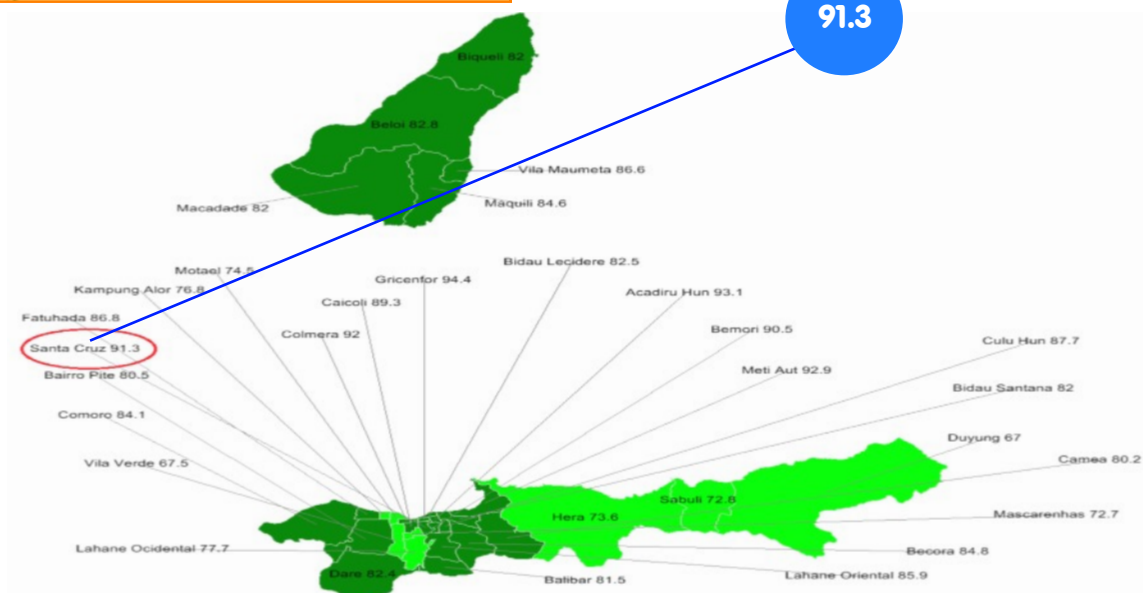 91.3
Biqueli 82
Beloi 82.8
Vila Maumeta 86.6
Macadade 82
Maquili 84.6
Bidau Lecidere 82.5
Motael 74.5
Gricenfor 94.4
Kampung Alor 76.8
Acadiru Hun 93.1
Caicoli 89.3
Fatuhada 86.8
Colmera 92
Bemori 90.5
Santa Cruz 91.3
Culu Hun 87.7
Bairro Pite 80.5
Meti Aut 92.9
Bidau Santana 82
Comoro 84.1
Duyung 67
Vila Verde 67.5
Camea 80.2
Sabuli 72.8
Hera 73.6
Mascarenhas 72.7
Lahane Ocidental 77.7
Becora 84.8
Dare 82.4
Balibar 81.5
Lahane Oriental 85.9